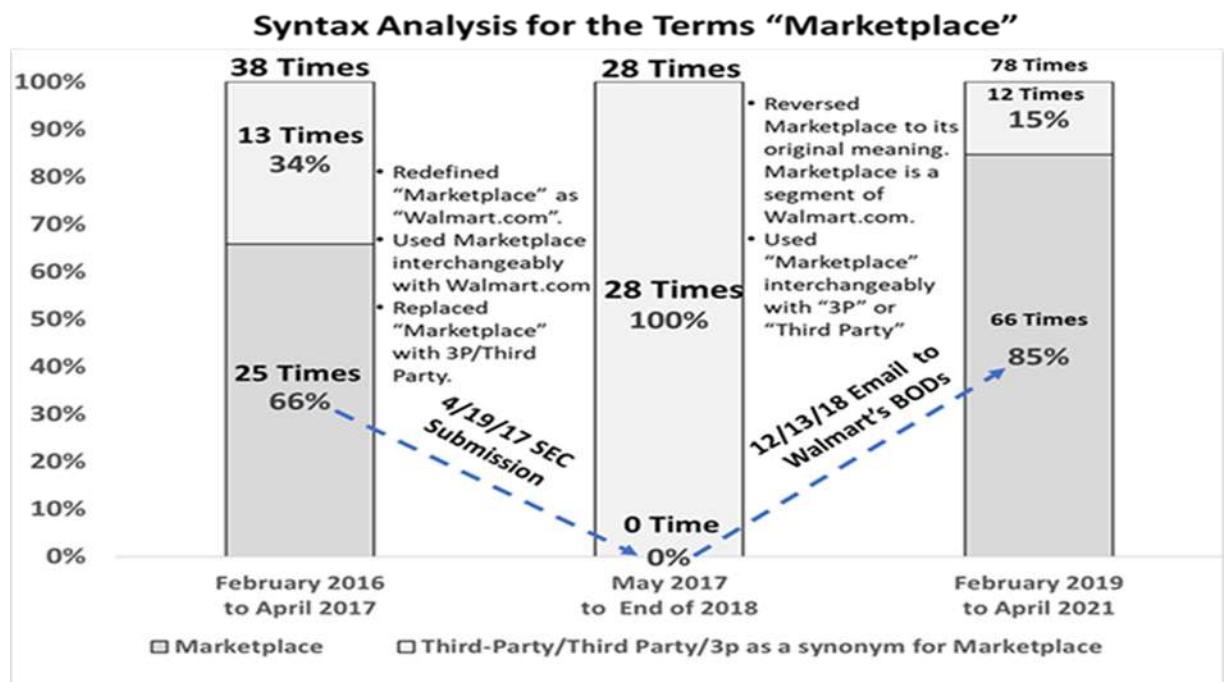 Syntax Analysis for the Terms “Marketplace”
100%
90%
80%
70%
60%
50%
40%
30%
20%
10%
0%
38 Times
13 Times
34%
25 Times
66%
• Redefined
“Marketplace” as
“Walmart.com”.
• Used Marketplace
interchangeably
with Walmart.com
• Replaced
“Marketplace”
with 3P/Third
Party.
4/19/17 SEC
Submission
28 Times
28 Times
100%
0 Time
0%
• Reversed
Marketplace to its
original meaning.
Marketplace is a
segment of
Walmart.com.
• Used
“Marketplace”
interchangeably
with “3P” or
“Third Party”
12/13/18 Email to
Walmart’s BODs
78 Times
12 Times
15%
66 Times
85%
February 2016
to April 2017
May 2017
to End of 2018
February 2019
to April 2021
Marketplace
Third-Party/Third Party/3p as a synonym for Marketplace